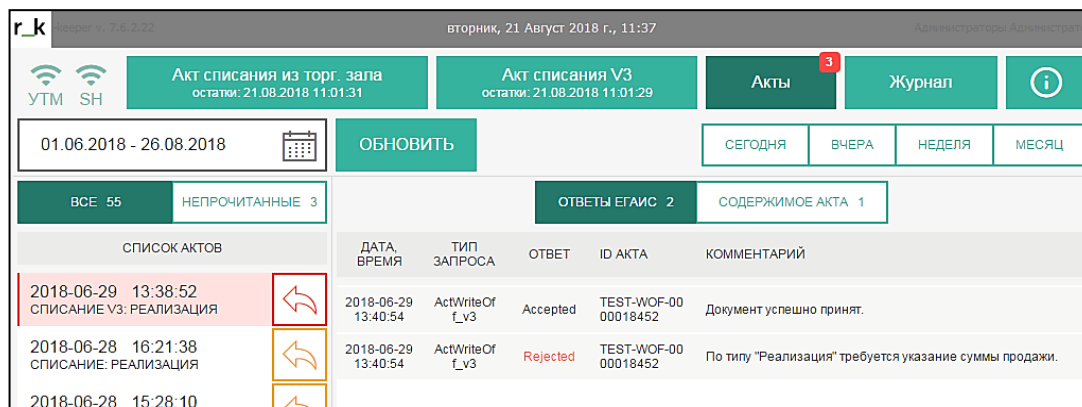 r_k keeper v. 7.6.2.22 вторник, 21 Август 2018 г., 11:37 Администраторы Администрато
УТМ SH
Акт списания из торг. зала
остатки: 21.08.2018 11:01:31
Акт списания V3
остатки: 21.08.2018 11:01:29
Акты 3
Журнал
01.06.2018 - 26.08.2018
ОБНОВИТЬ
СЕГОДНЯ ВЧЕРА НЕДЕЛЯ МЕСЯЦ
ВСЕ 55 НЕПРОЧИТАННЫЕ 3
ОТВЕТЫ ЕГАИС 2 СОДЕРЖИМОЕ АКТА 1
СПИСОК АКТОВ
2018-06-29 13:38:52
СПИСАНИЕ V3: РЕАЛИЗАЦИЯ
2018-06-28 16:21:38
СПИСАНИЕ: РЕАЛИЗАЦИЯ
2018-06-28 15:28:10
ДАТА,
ВРЕМЯ
ТИП
ЗАПРОСА
ОТВЕТ
ID АКТА
КОММЕНТАРИЙ
2018-06-29
13:40:54
ActWriteOf
f_v3
Accepted
TEST-WOF-00
00018452
Документ успешно принят.
2018-06-29
13:40:54
ActWriteOf
f_v3
Rejected
TEST-WOF-00
00018452
По типу "Реализация" требуется указание суммы продажи.